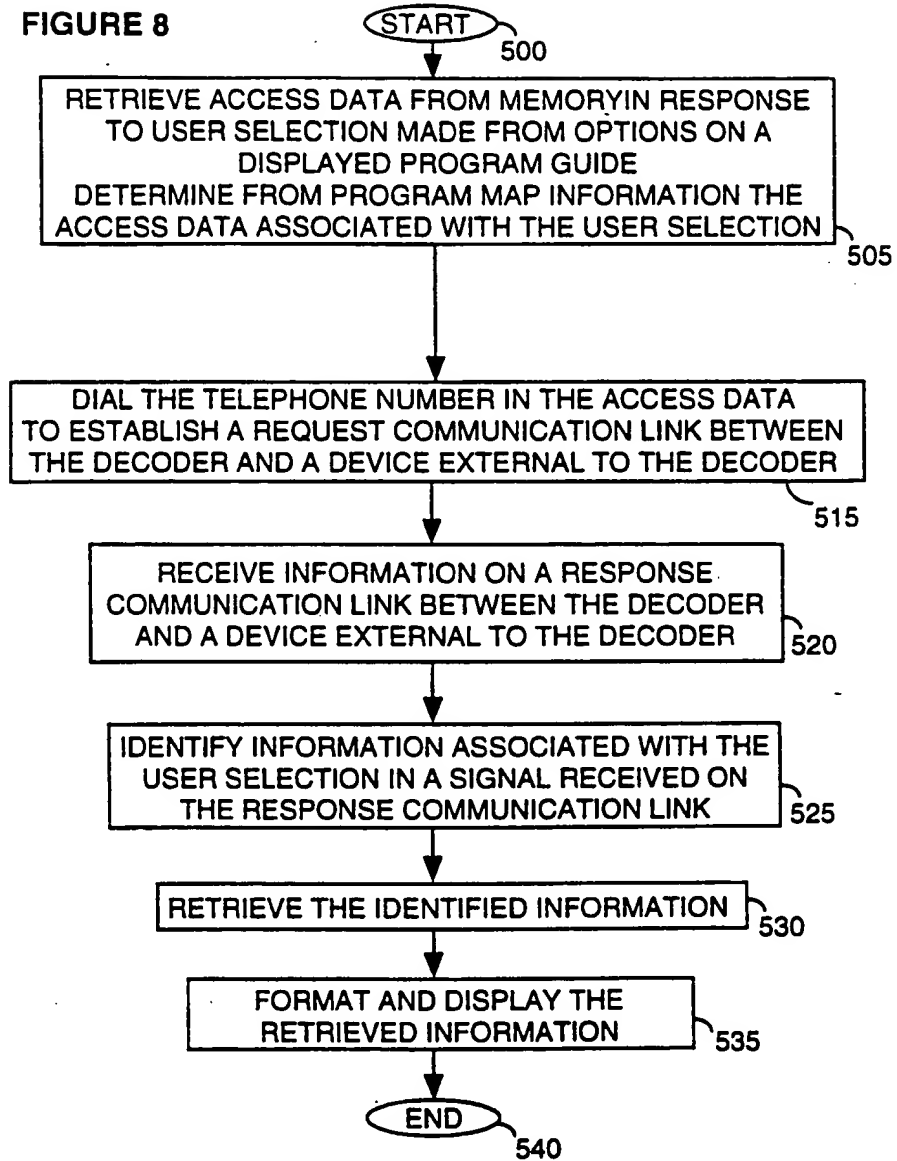 FIGURE 8
START
500
RETRIEVE ACCESS DATA FROM MEMORYIN RESPONSE
TO USER SELECTION MADE FROM OPTIONS ON A
DISPLAYED PROGRAM GUIDE
DETERMINE FROM PROGRAM MAP INFORMATION THE
ACCESS DATA ASSOCIATED WITH THE USER SELECTION
505
DIAL THE TELEPHONE NUMBER IN THE ACCESS DATA
TO ESTABLISH A REQUEST COMMUNICATION LINK BETWEEN
THE DECODER AND A DEVICE EXTERNAL TO THE DECODER
515
RECEIVE INFORMATION ON A RESPONSE
COMMUNICATION LINK BETWEEN THE DECODER
AND A DEVICE EXTERNAL TO THE DECODER
520
IDENTIFY INFORMATION ASSOCIATED WITH THE
USER SELECTION IN A SIGNAL RECEIVED ON
THE RESPONSE COMMUNICATION LINK
525
RETRIEVE THE IDENTIFIED INFORMATION
530
FORMAT AND DISPLAY THE
RETRIEVED INFORMATION
535
END
540